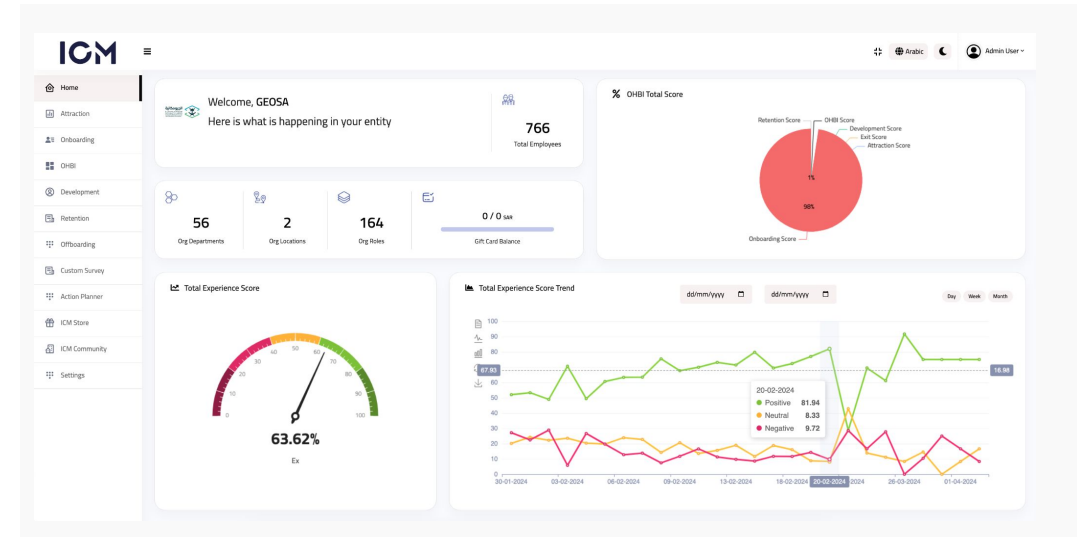 ICM
Arabic
Admin User
Home
Attraction
Onboarding
OHBI
Development
Retention
Offboarding
Custom Survey
Action Planner
ICM Store
ICM Community
Settings
Welcome, GEOSA
Here is what is happening in your entity
766
Total Employees
56
Org Departments
2
Org Locations
164
Org Roles
0 / 0 SAR
Gift Card Balance
% OHBI Total Score
Retention Score
OHBI Score
Development Score
Exit Score
Attraction Score
1%
98%
Onboarding Score
Total Experience Score
0
10
20
30
40
50
60
70
80
90
100
63.62%
Ex
Total Experience Score Trend
dd/mm/yyyy
dd/mm/yyyy
Day Week Month
100
90
80
67.93
16.98
60
50
40
30
20
10
0
20-02-2024
Positive 81.94
Neutral 8.33
Negative 9.72
30-01-2024 03-02-2024 06-02-2024 09-02-2024 13-02-2024 18-02-2024 20-02-2024 2024 26-03-2024 01-04-2024